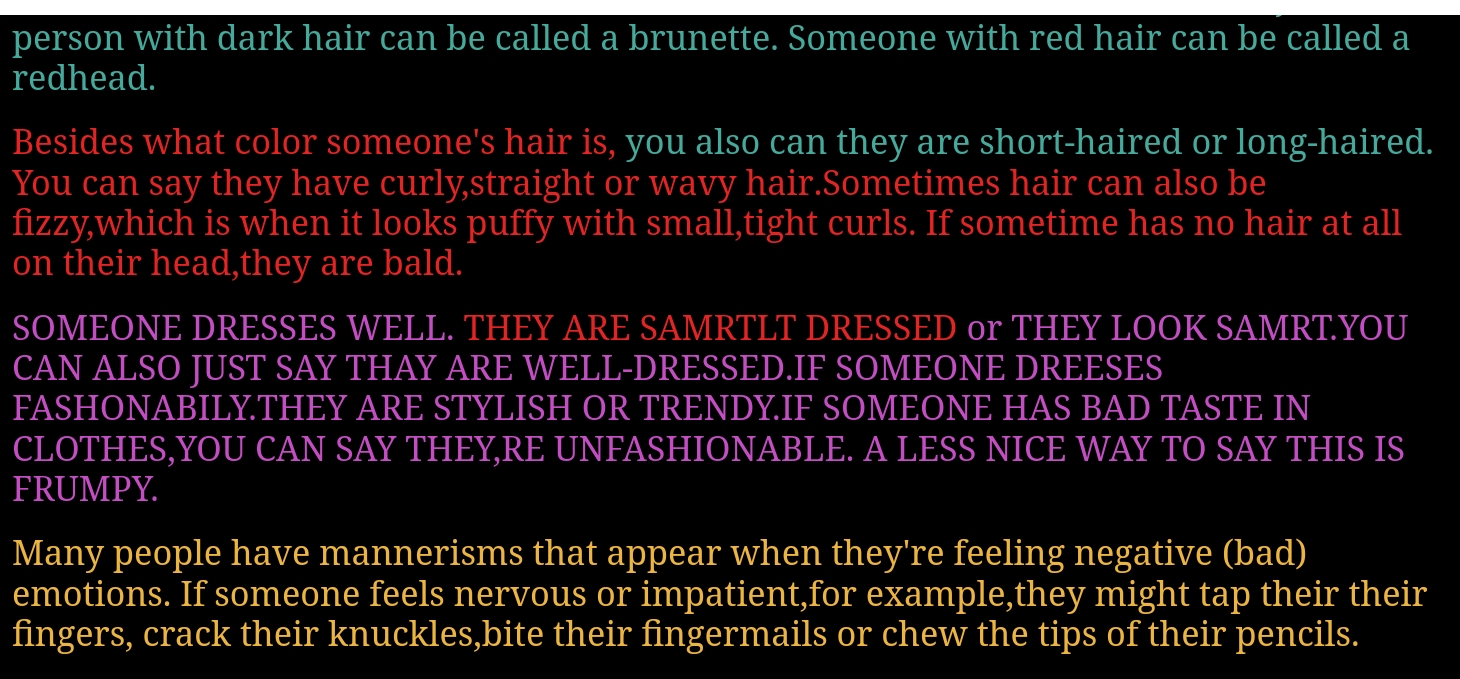 person with dark hair can be called a brunette. Someone with red hair can be called a
redhead.
Besides what color someone's hair is, you also can they are short-haired or long-haired.
You can say they have curly,straight or wavy hair.Sometimes hair can also be
fizzy,which is when it looks puffy with small,tight curls. If sometime has no hair at all
on their head,they are bald.
SOMEONE DRESSES WELL. THEY ARE SAMRTLT DRESSED or THEY LOOK SAMRT.YOU
CAN ALSO JUST SAY THAY ARE WELL-DRESSED.IF SOMEONE DREESES
FASHONABILY.THEY ARE STYLISH OR TRENDY.IF SOMEONE HAS BAD TASTE IN
CLOTHES,YOU CAN SAY THEY,RE UNFASHIONABLE. A LESS NICE WAY TO SAY THIS IS
FRUMPY.
Many people have mannerisms that appear when they're feeling negative (bad)
emotions. If someone feels nervous or impatient,for example,they might tap their their
fingers, crack their knuckles,bite their fingermails or chew the tips of their pencils.